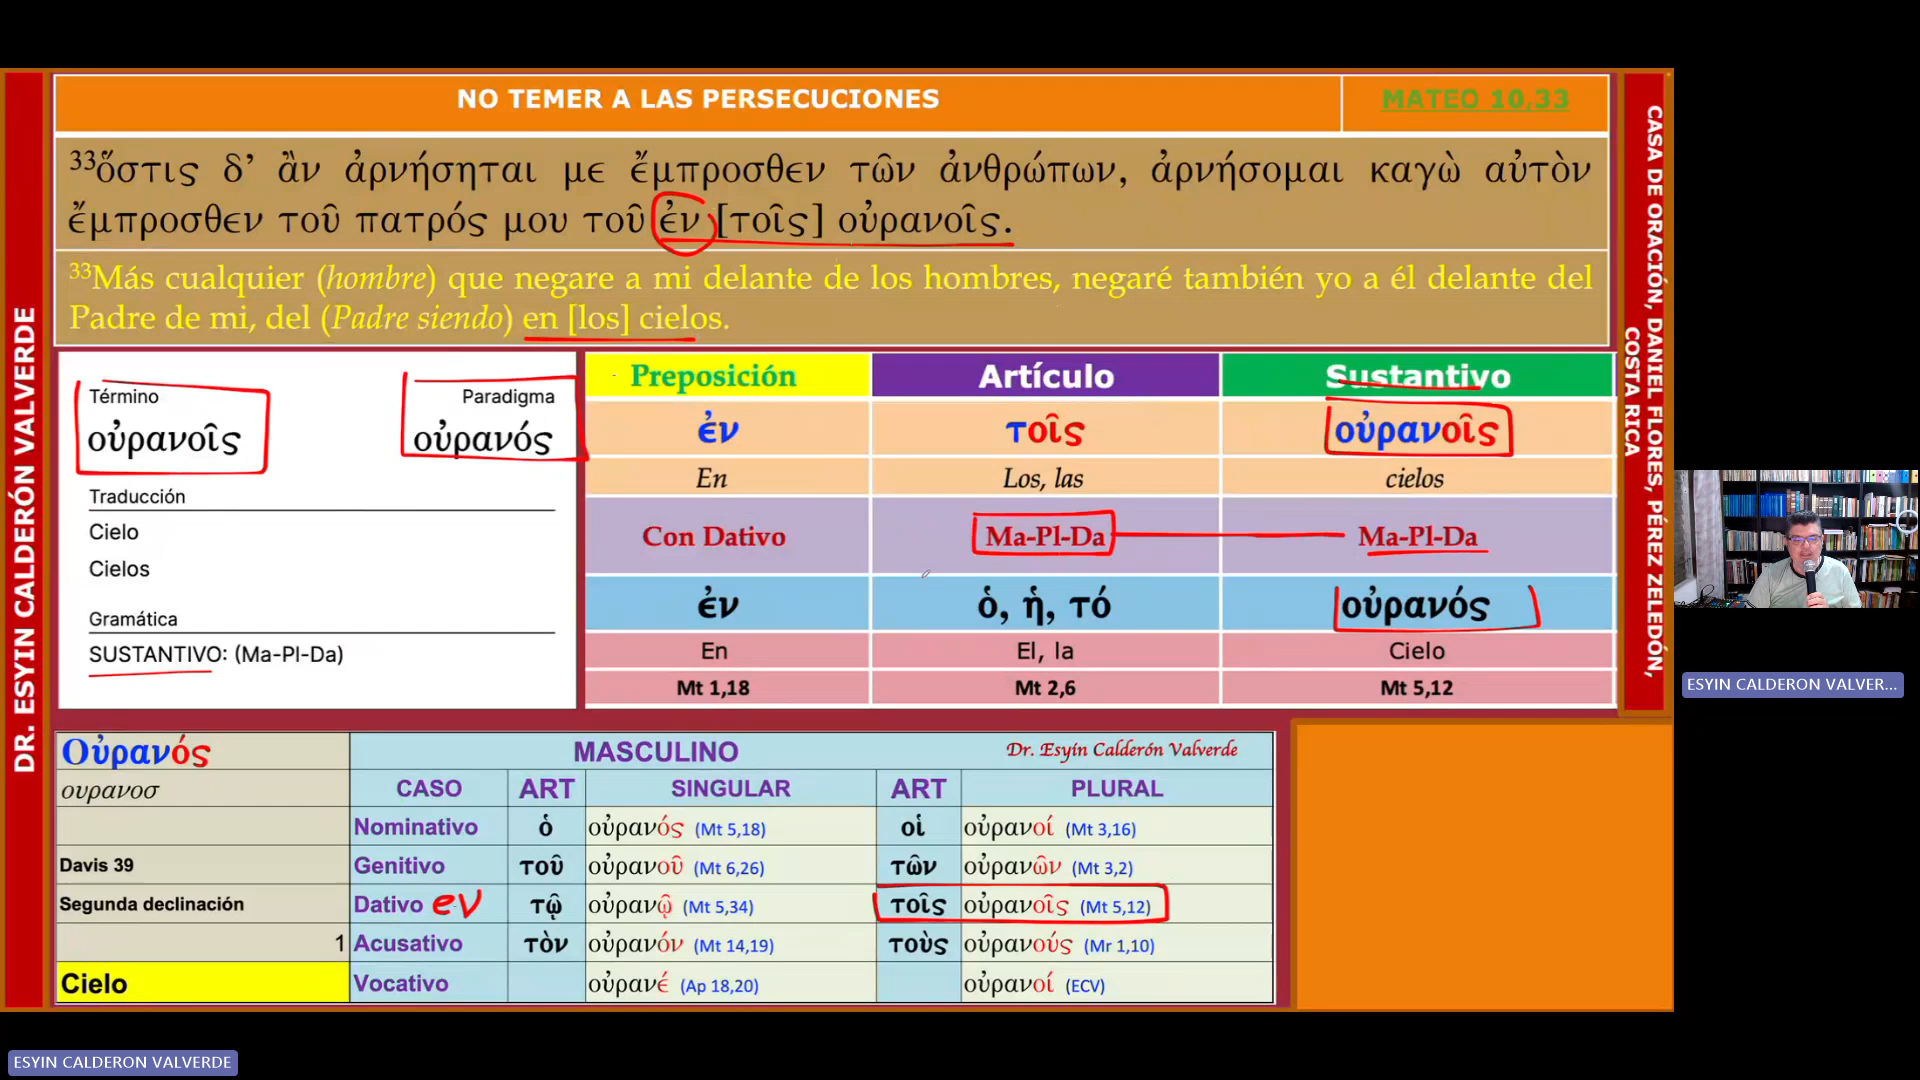 NO TEMER A LAS PERSECUCIONES
MATEO 10,33
³³ὅστις δ’ ἂν ἀρνήσηται με ἔμπροσθεν τῶν ἀνθρώπων, ἀρνήσομαι καγὼ αὐτὸν
ἔμπροσθεν τοῦ πατρός μου τοῦ ἐν [τοῖς] οὐρανοῖς.
³³Más cualquier (hombre) que negare a mi delante de los hombres, negaré también yo a él delante del
Padre de mi, del (Padre siendo) en [los] cielos.
DR. ESYIN CALDERÓN VALVERDE
CASA DE ORACIÓN, DANIEL FLORES, PÉREZ ZELEDÓN,
COSTA RICA
Término Paradigma
οὐρανοῖς οὐρανός
Traducción
Cielo
Cielos
Gramática
SUSTANTIVO: (Ma-Pl-Da)
Preposición Artículo Sustantivo
ἐν τοῖς οὐρανοῖς
En Los, las cielos
Con Dativo Ma-Pl-Da Ma-Pl-Da
ἐν ὁ, ἡ, τό οὐρανός
En El, la Cielo
Mt 1,18 Mt 2,6 Mt 5,12
Οὐρανός MASCULINO Dr. Esyín Calderón Valverde
ουρανοσ CASO ART SINGULAR ART PLURAL
Nominativo ὁ οὐρανός (Mt 5,18) οἱ οὐρανοί (Mt 3,16)
Davis 39 Genitivo τοῦ οὐρανοῦ (Mt 6,26) τῶν οὐρανῶν (Mt 3,2)
Segunda declinación Dativo εν τῷ οὐρανῷ (Mt 5,34) τοῖς οὐρανοῖς (Mt 5,12)
1 Acusativo τὸν οὐρανόν (Mt 14,19) τοὺς οὐρανούς (Mr 1,10)
Cielo Vocativo οὐρανέ (Ap 18,20) οὐρανοί (ECV)
ESYIN CALDERON VALVER...
ESYIN CALDERON VALVERDE